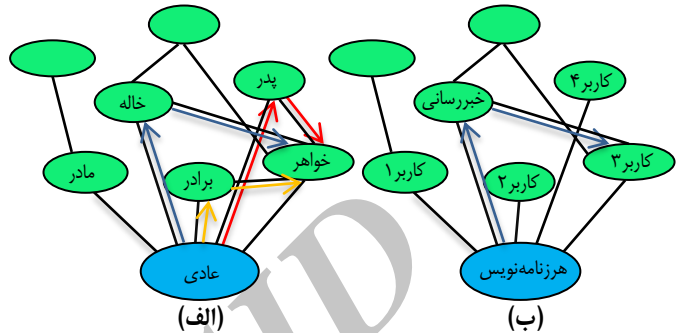 پدر
خاله
خواهر
برادر
مادر
عادی
(الف)
کاربر۴
خبررسانی
کاربر۳
کاربر۲
کاربر۱
هرزنامه‌نویس
(ب)